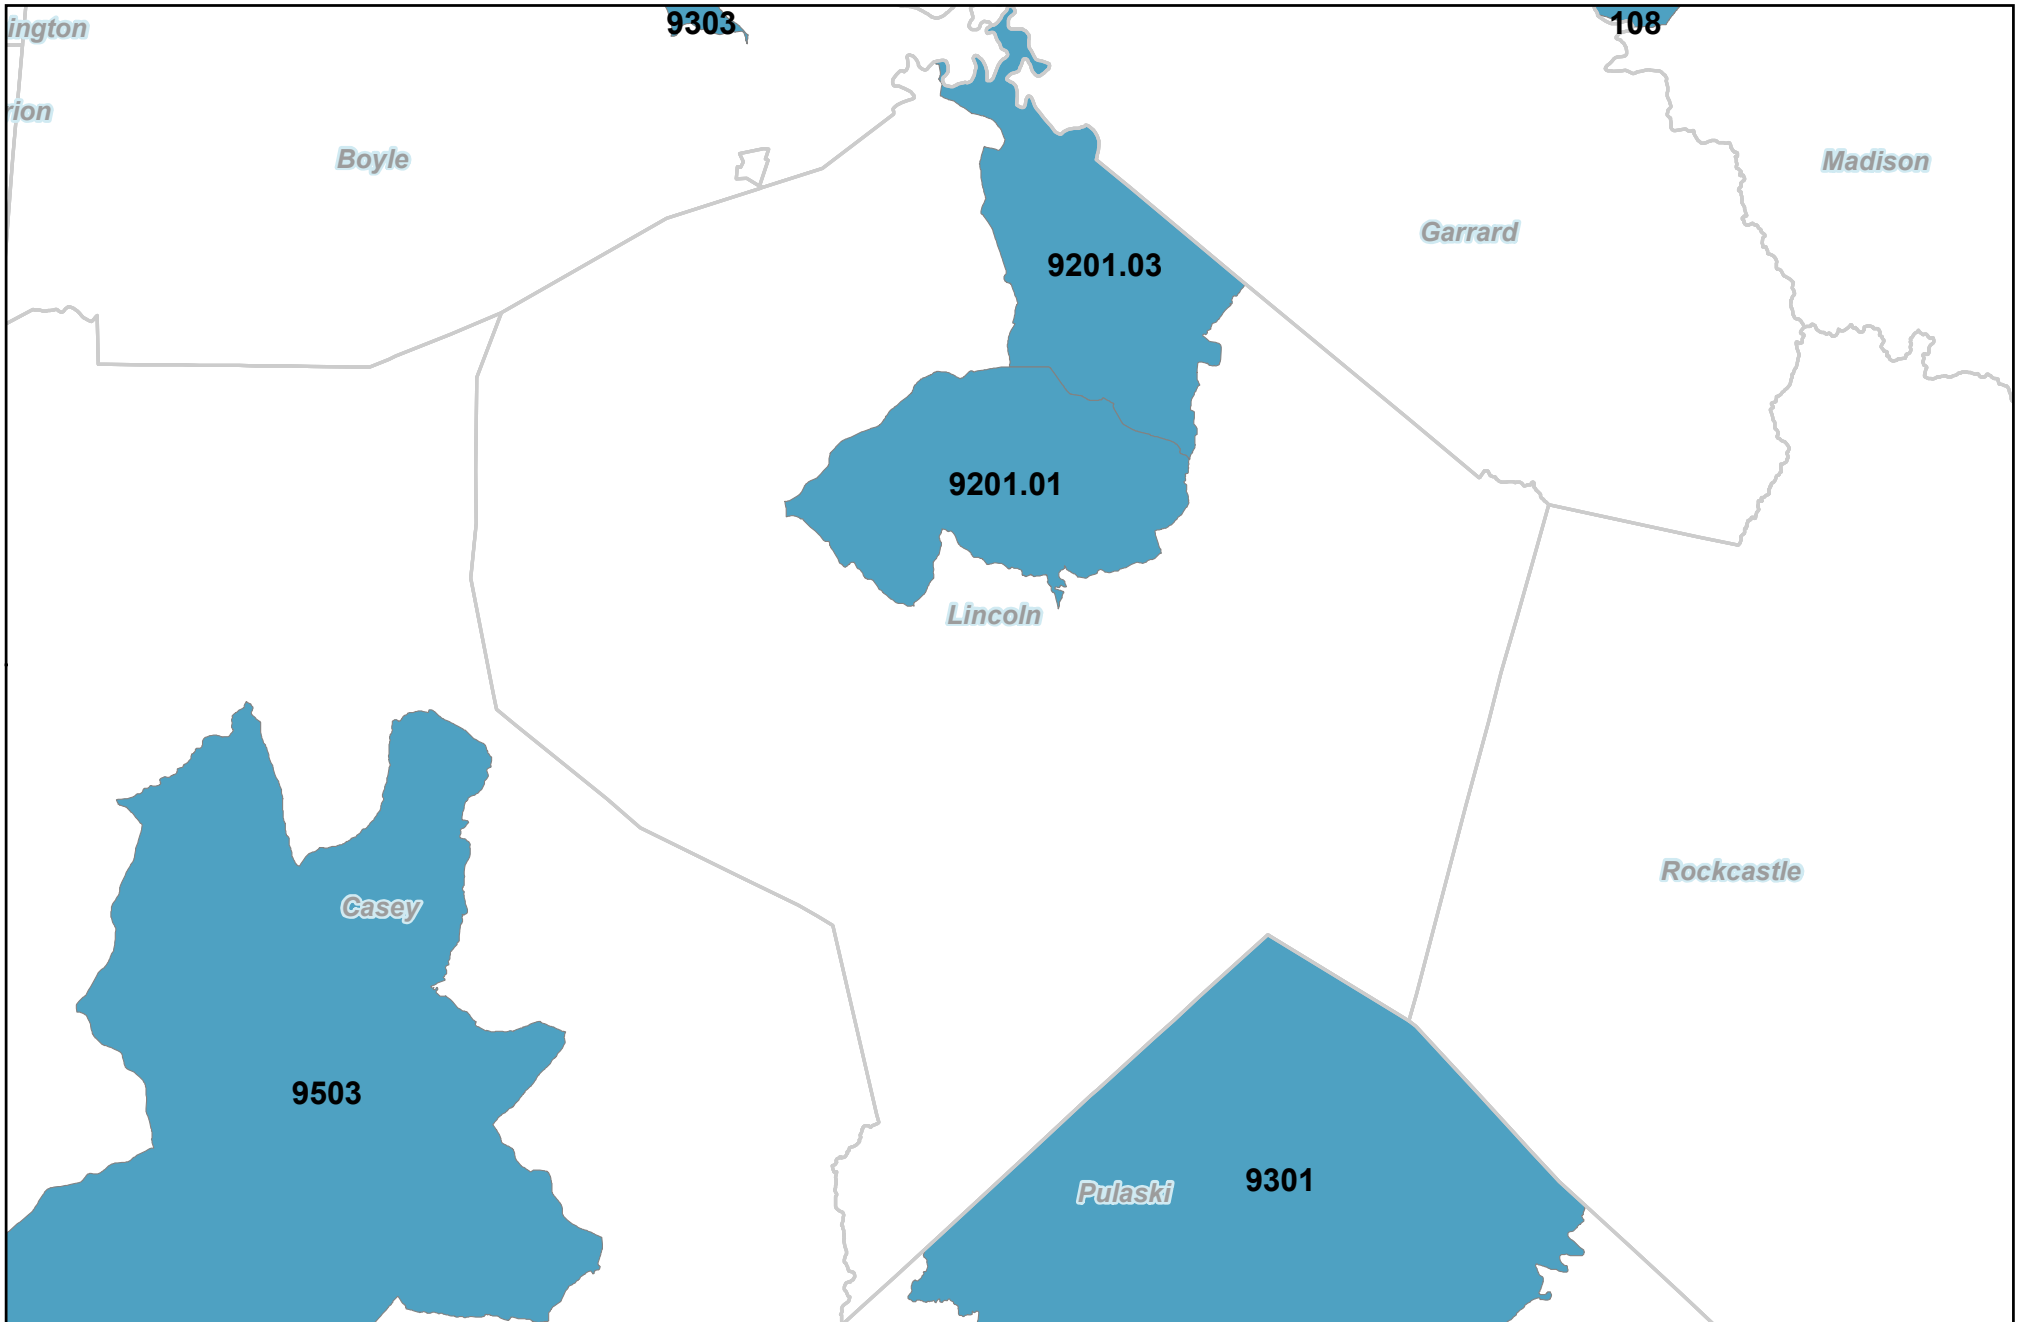 ington
9303
108
rion
Boyle
Madison
Garrard
9201.03
9201.01
Lincoln
Rockcastle
Casey
9503
9301
Pulaski